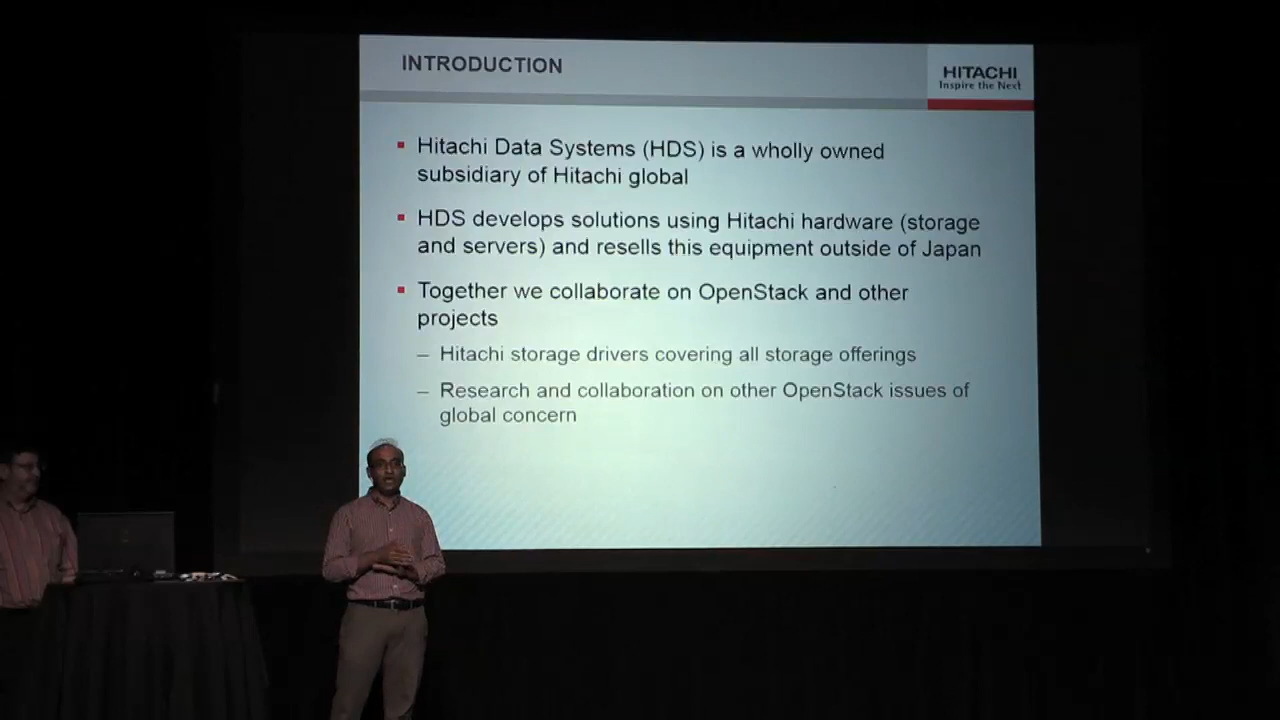 INTRODUCTION
HITACHI
Inspire the Next
▪ Hitachi Data Systems (HDS) is a wholly owned
subsidiary of Hitachi global
▪ HDS develops solutions using Hitachi hardware (storage
and servers) and resells this equipment outside of Japan
▪ Together we collaborate on OpenStack and other
projects
– Hitachi storage drivers covering all storage offerings
– Research and collaboration on other OpenStack issues of
global concern